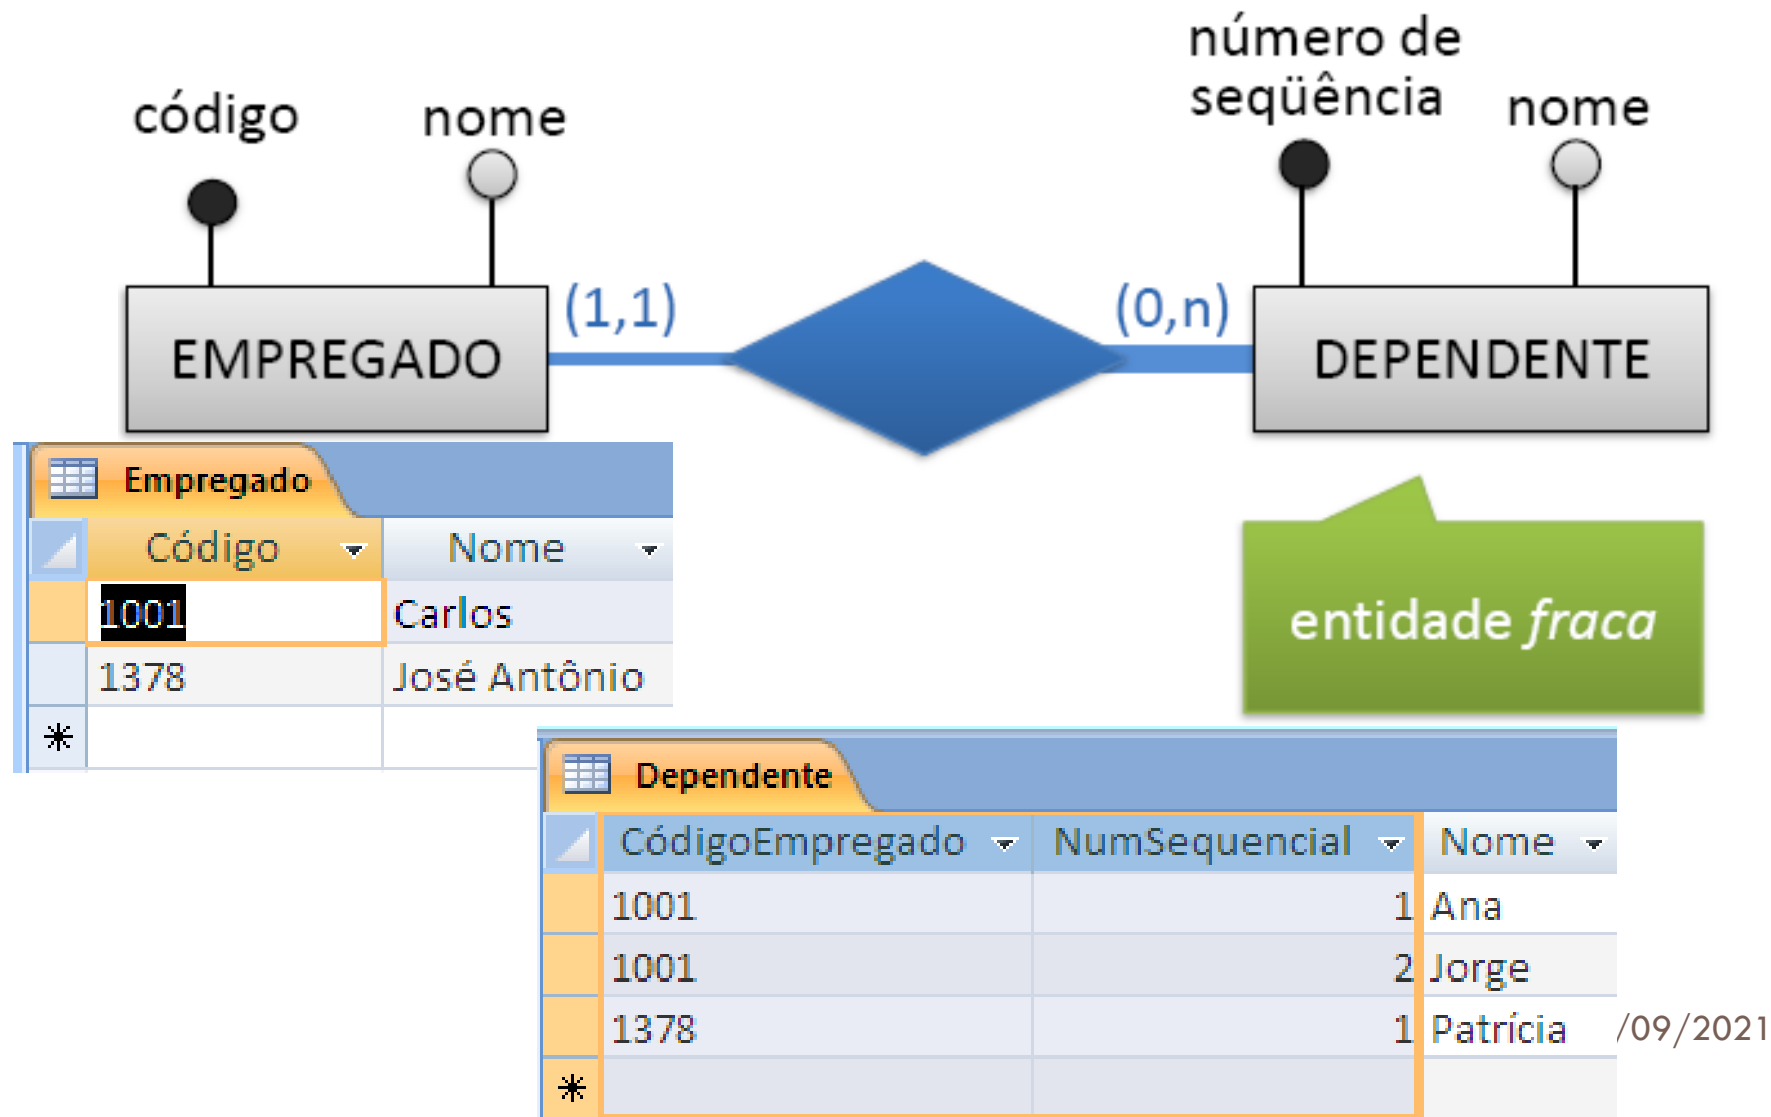 número de
seqüência
código nome nome
(1,1) (0,n)
EMPREGADO DEPENDENTE
Empregado
Código Nome
1001 Carlos
1378 José Antônio
entidade fraca
Dependente
CódigoEmpregado NumSequencial Nome
1001 1 Ana
1001 2 Jorge
1378 1 Patrícia
/09/2021